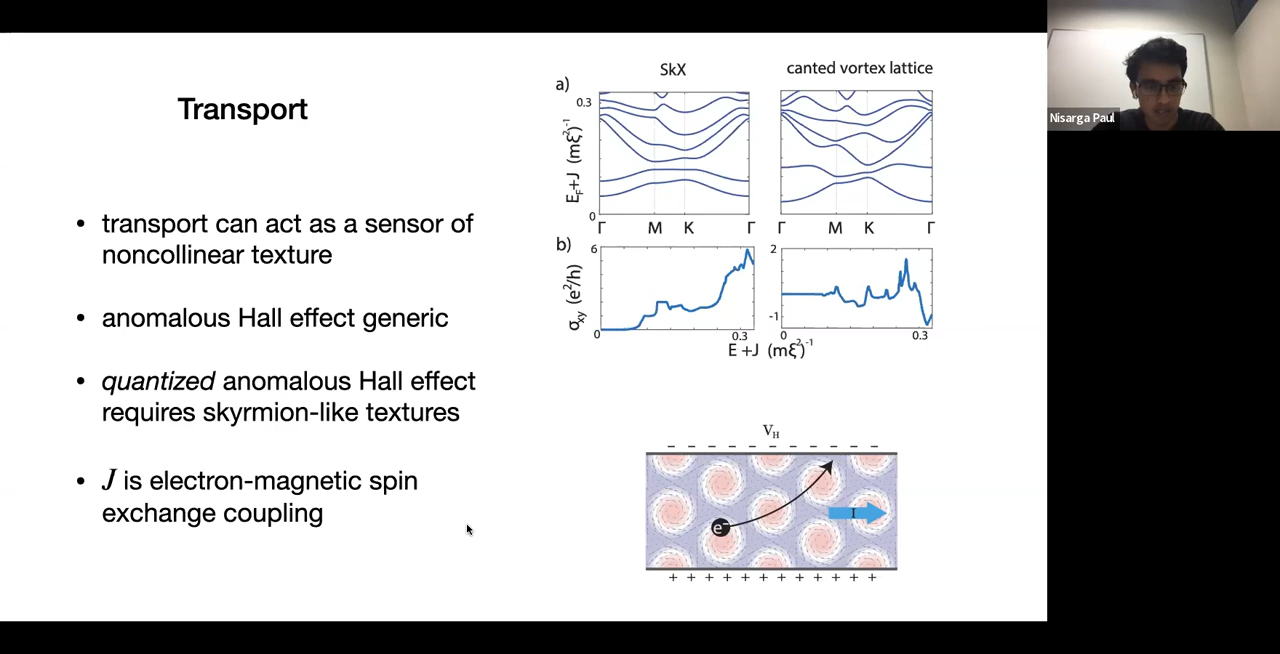 Transport
• transport can act as a sensor of
noncollinear texture
• anomalous Hall effect generic
• quantized anomalous Hall effect
requires skyrmion-like textures
• J is electron-magnetic spin
exchange coupling
SkX
canted vortex lattice
a)
0.3
0
E_F+J (mξ²)⁻¹
Γ M K Γ
Γ M K Γ
b)
6
0
σ_xy (e²/h)
2
-1
0.3
0
0.3
E +J (mξ²)⁻¹
V_H
− − − − − − − − − − −
e⁻
I
+ + + + + + + + + + + +
Nisarga Paul